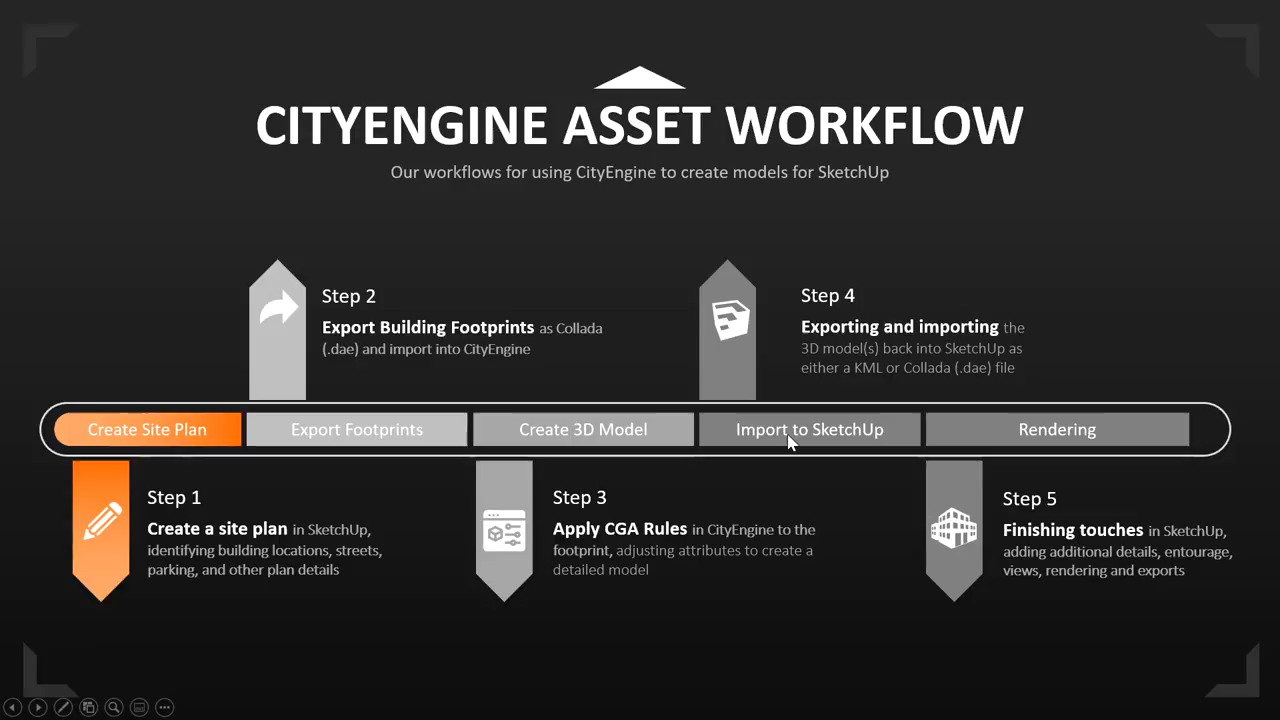 CITYENGINE ASSET WORKFLOW
Our workflows for using CityEngine to create models for SketchUp
Step 2
Export Building Footprints as Collada
(.dae) and import into CityEngine
Step 4
Exporting and importing the
3D model(s) back into SketchUp as
either a KML or Collada (.dae) file
Create Site Plan
Export Footprints
Create 3D Model
Import to SketchUp
Rendering
Step 1
Create a site plan in SketchUp,
identifying building locations, streets,
parking, and other plan details
Step 3
Apply CGA Rules in CityEngine to the
footprint, adjusting attributes to create a
detailed model
Step 5
Finishing touches in SketchUp,
adding additional details, entourage,
views, rendering and exports